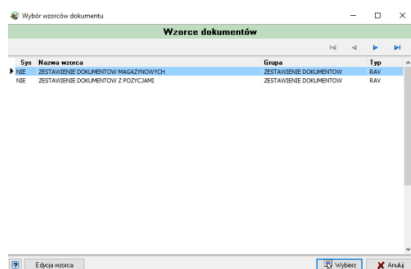 Wybór wzorców dokumentu
Wzorce dokumentów
Sys Nazwa wzorca Grupa Typ
NIE ZESTAWIENIE DOKUMENTOW MAGAZYNOWYCH ZESTAWIENIE DOKUMENTOW RAV
NIE ZESTAWIENIE DOKUMENTOW Z POZYCJAMI ZESTAWIENIE DOKUMENTOW RAV
Edycja wzorca Wybierz Anuluj